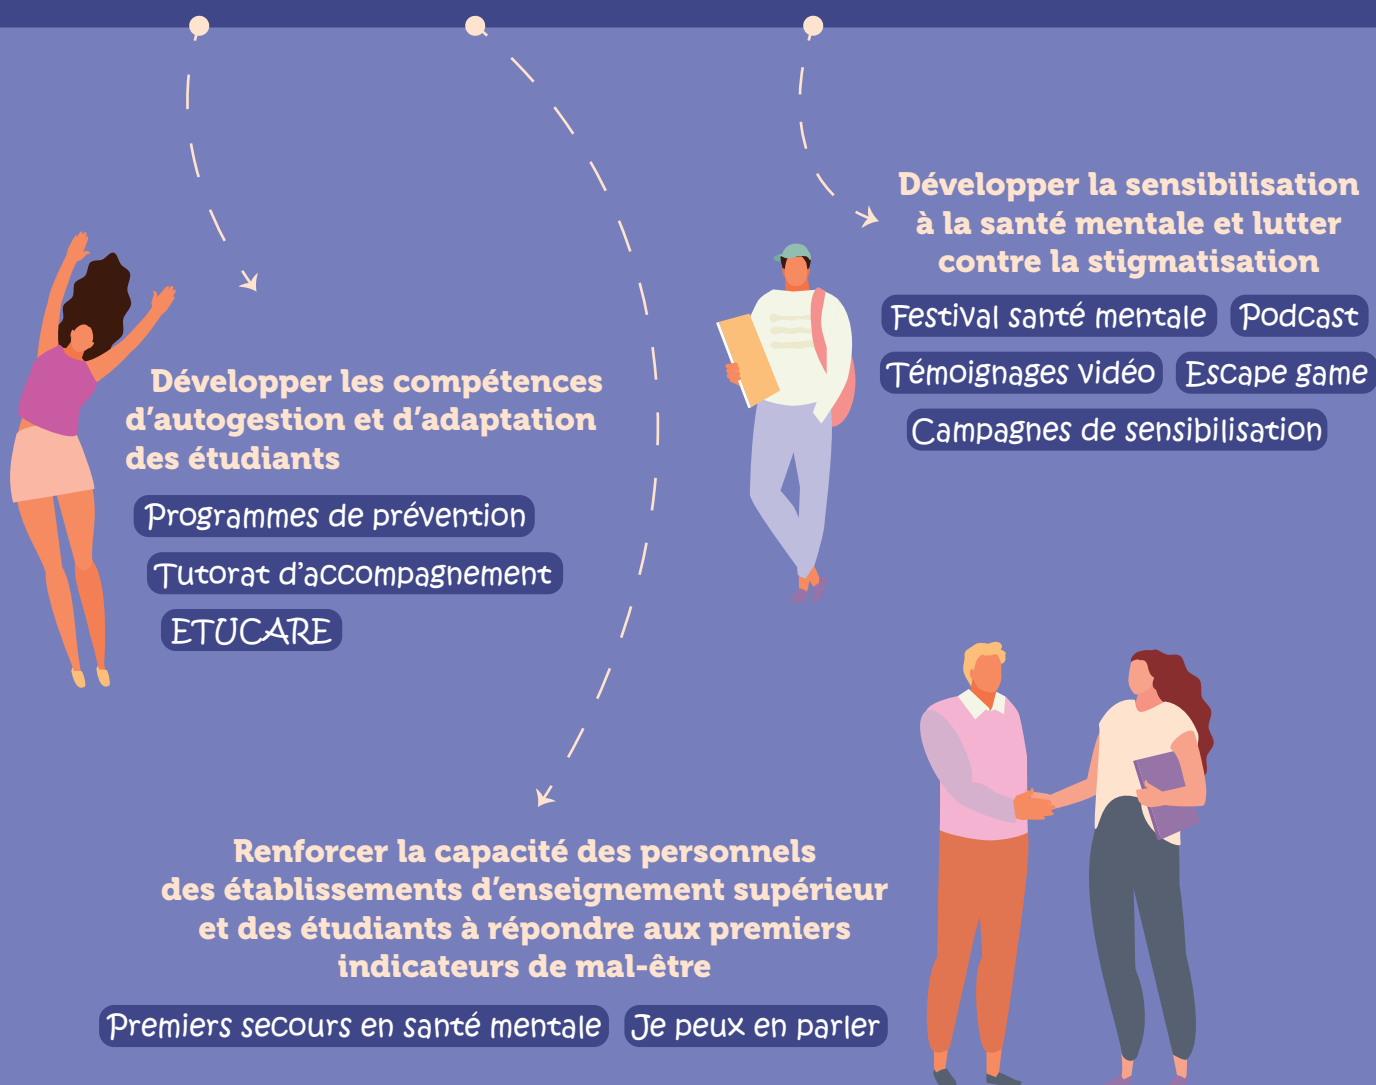 Développer la sensibilisation
à la santé mentale et lutter
contre la stigmatisation
Festival santé mentale Podcast
Témoignages vidéo Escape game
Campagnes de sensibilisation
Développer les compétences
d’autogestion et d’adaptation
des étudiants
Programmes de prévention
Tutorat d’accompagnement
ETUCARE
Renforcer la capacité des personnels
des établissements d’enseignement supérieur
et des étudiants à répondre aux premiers
indicateurs de mal-être
Premiers secours en santé mentale Je peux en parler